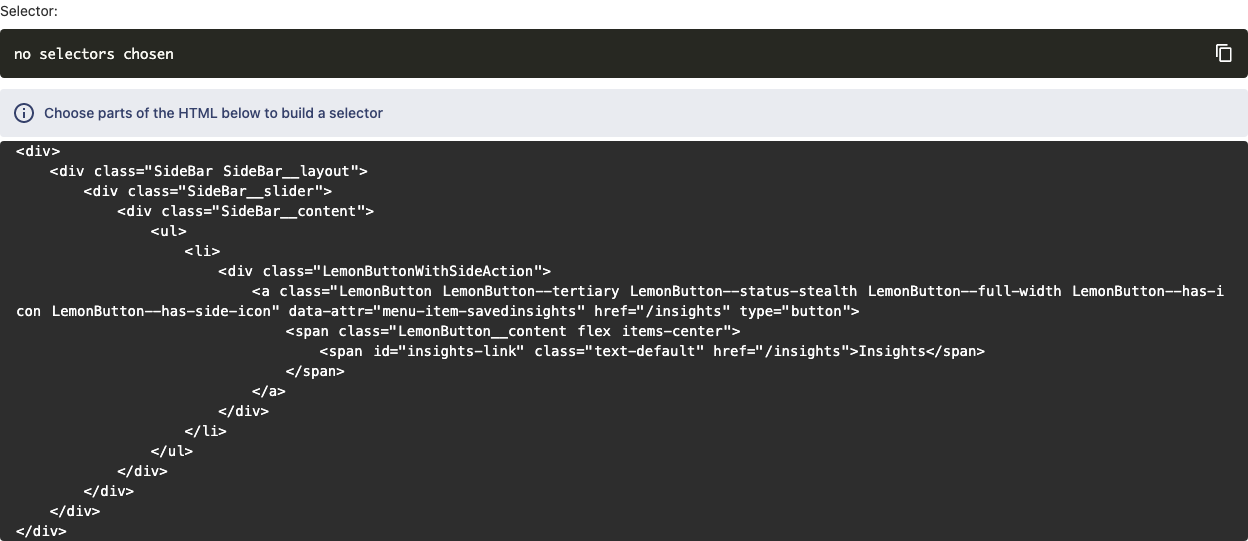 Selector:
no selectors chosen
Choose parts of the HTML below to build a selector
<div>
    <div class="SideBar SideBar__layout">
        <div class="SideBar__slider">
            <div class="SideBar__content">
                <ul>
                    <li>
                        <div class="LemonButtonWithSideAction">
                            <a class="LemonButton LemonButton--tertiary LemonButton--status-stealth LemonButton--full-width LemonButton--has-i
con LemonButton--has-side-icon" data-attr="menu-item-savedinsights" href="/insights" type="button">
                                <span class="LemonButton__content flex items-center">
                                    <span id="insights-link" class="text-default" href="/insights">Insights</span>
                                </span>
                            </a>
                        </div>
                    </li>
                </ul>
            </div>
        </div>
    </div>
</div>